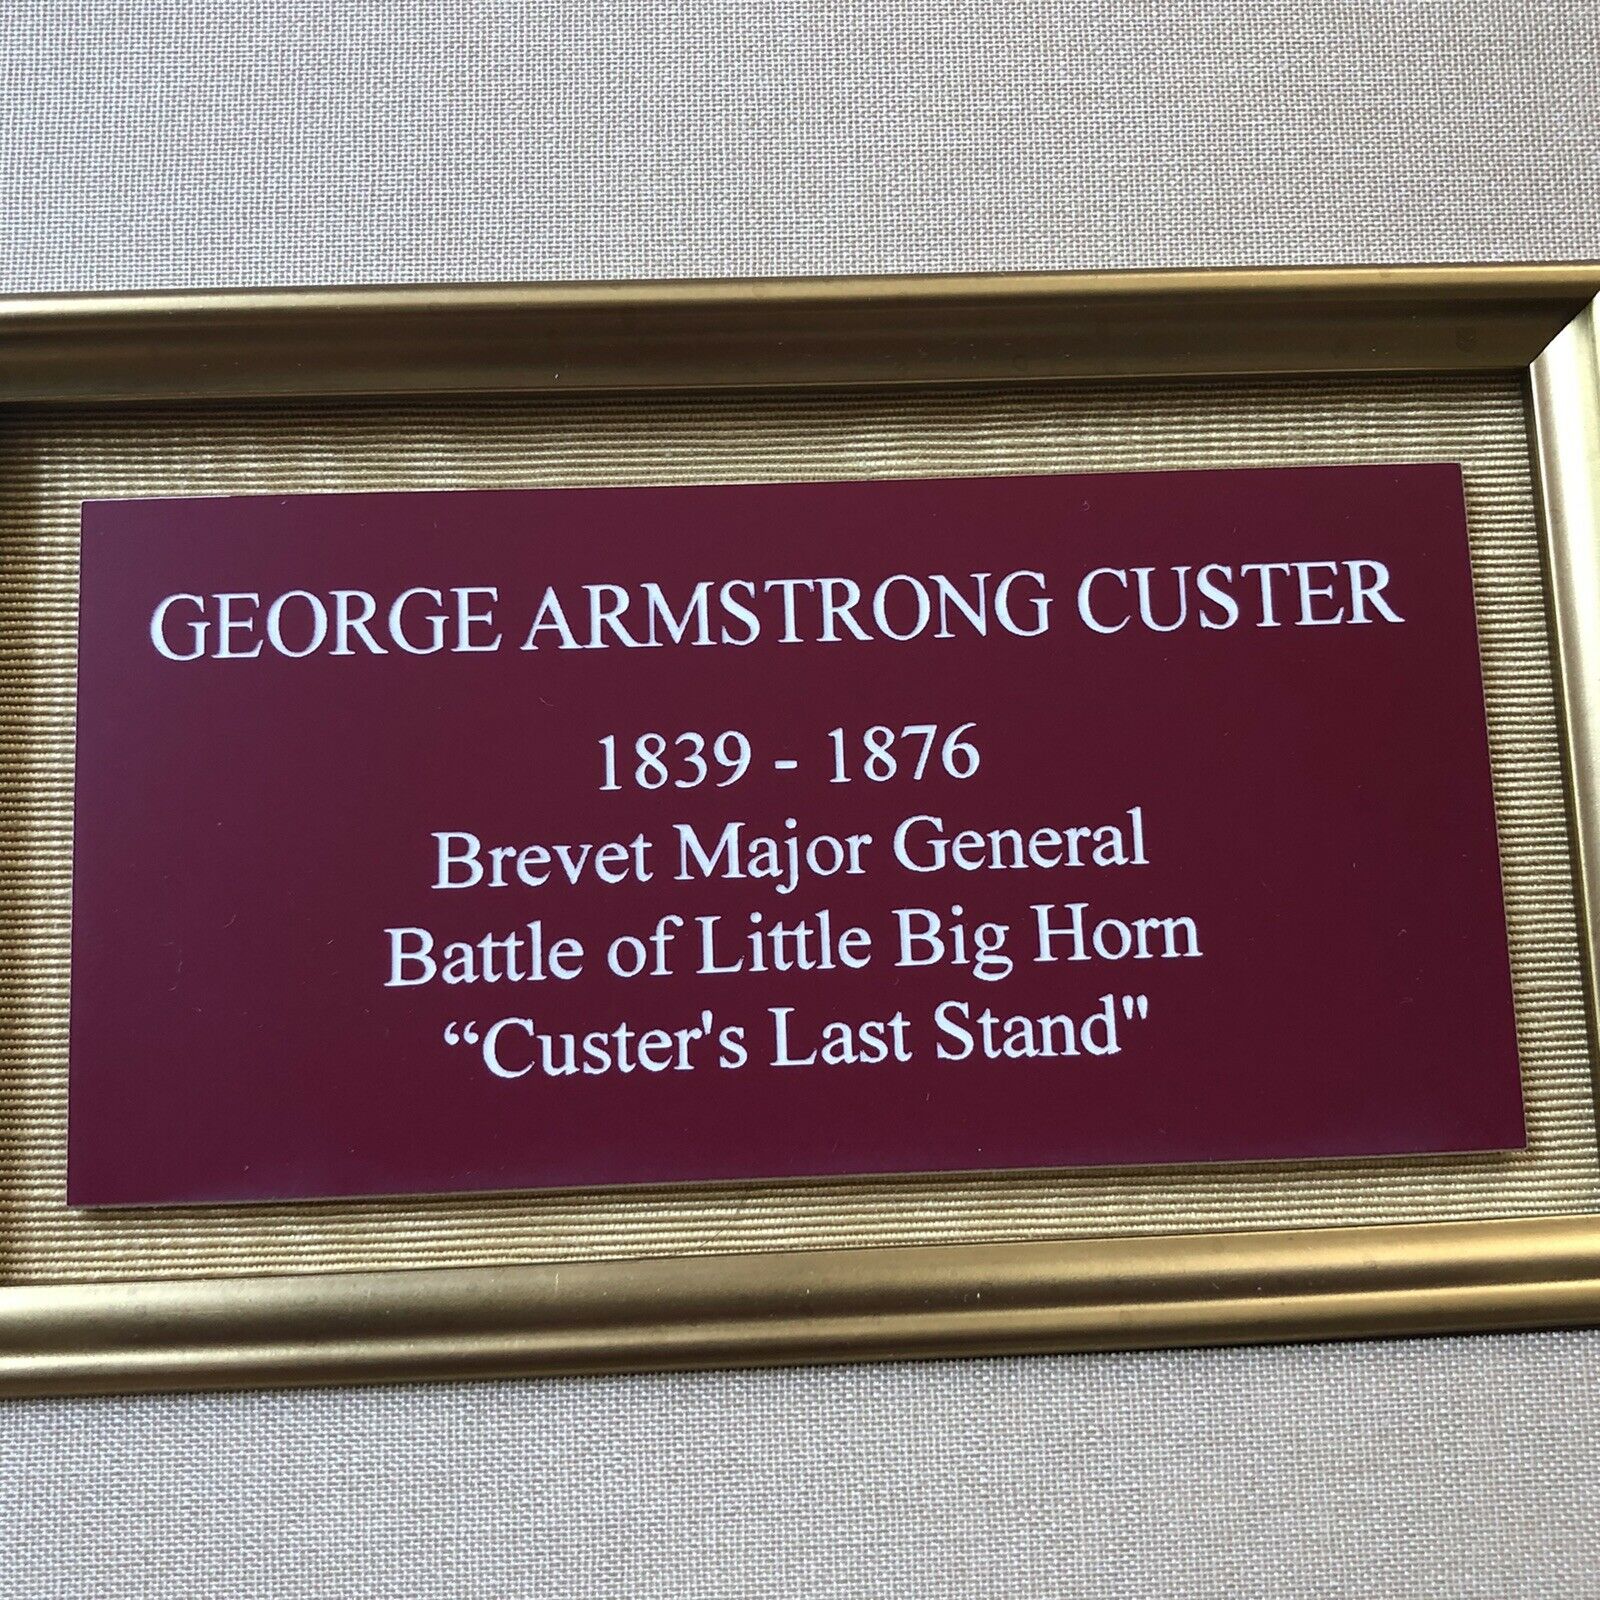 GEORGE ARMSTRONG CUSTER
1839 - 1876
Brevet Major General
Battle of Little Big Horn
“Custer's Last Stand"